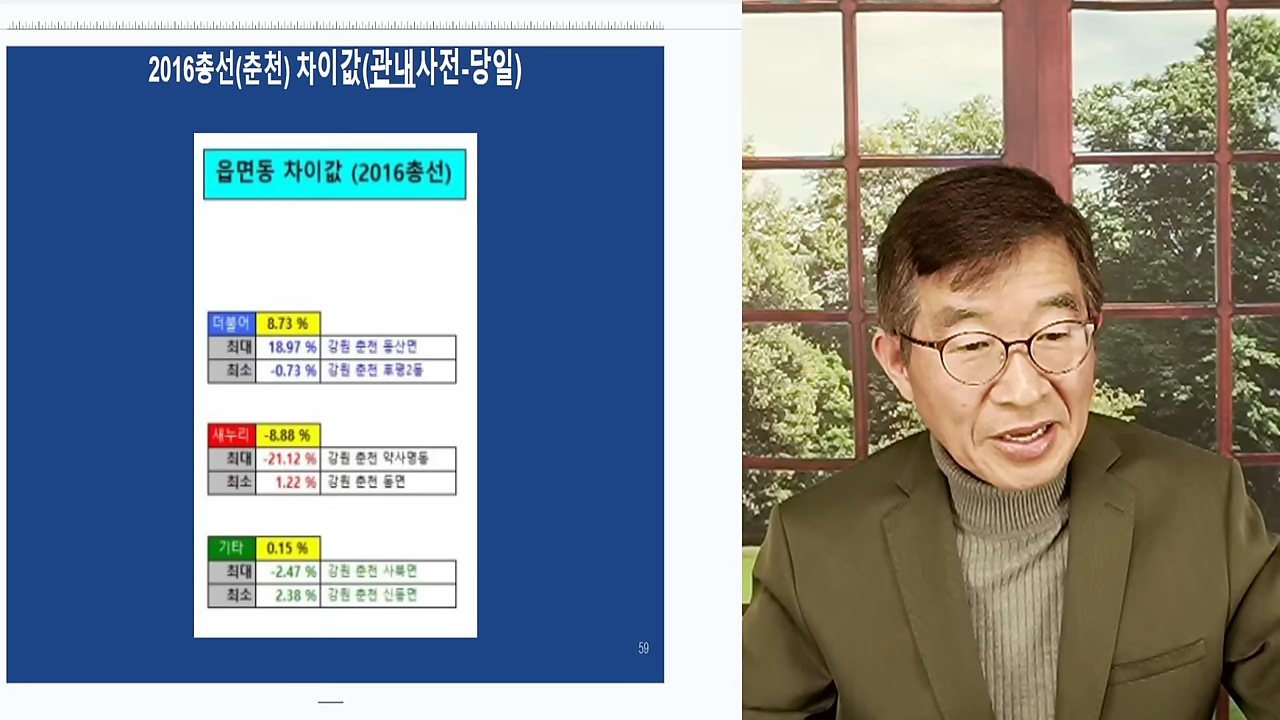 2016총선(춘천) 차이값(관내사전-당일)
읍면동 차이값 (2016총선)
더불어 8.73 %
최대 18.97 % 강원 춘천 동산면
최소 -0.73 % 강원 춘천 후평2동
새누리 -8.88 %
최대 -21.12 % 강원 춘천 약사명동
최소 1.22 % 강원 춘천 동면
기타 0.15 %
최대 -2.47 % 강원 춘천 사북면
최소 2.38 % 강원 춘천 신동면
59